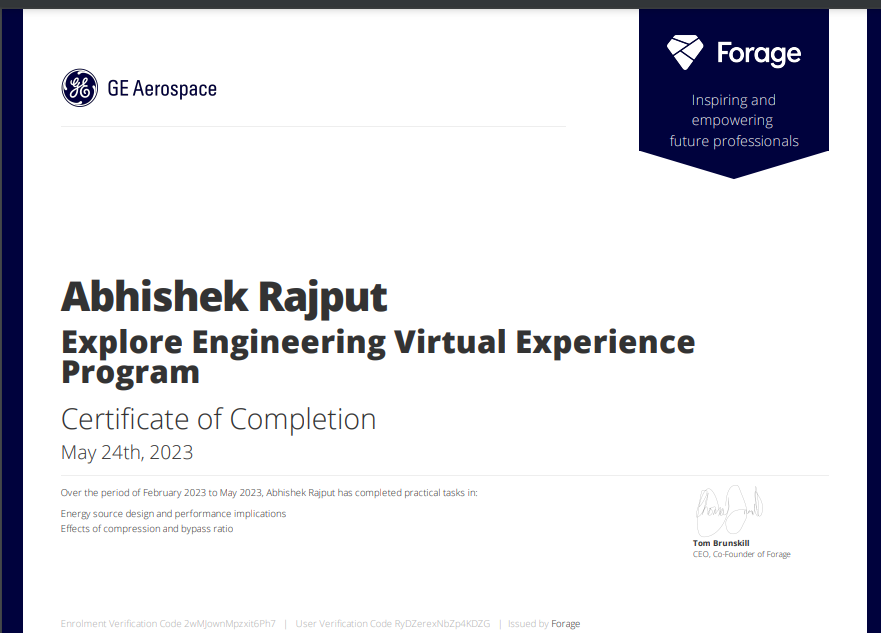 GE Aerospace
Forage
Inspiring and
empowering
future professionals
Abhishek Rajput
Explore Engineering Virtual Experience
Program
Certificate of Completion
May 24th, 2023
Over the period of February 2023 to May 2023, Abhishek Rajput has completed practical tasks in:
Energy source design and performance implications
Effects of compression and bypass ratio
Tom Brunskill
CEO, Co-Founder of Forage
Enrolment Verification Code 2wMJownMpzxit6Ph7 | User Verification Code RyDZerexNbZp4KDZG | Issued by Forage